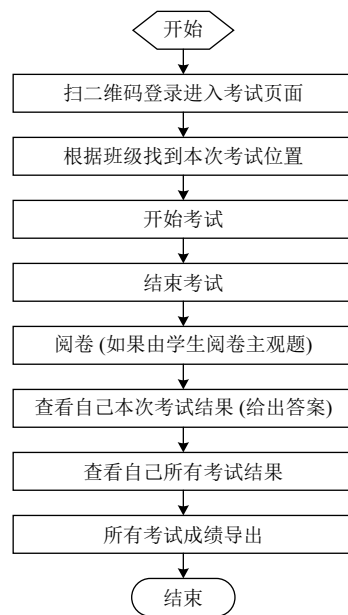 开始
扫二维码登录进入考试页面
根据班级找到本次考试位置
开始考试
结束考试
阅卷 (如果由学生阅卷主观题)
查看自己本次考试结果 (给出答案)
查看自己所有考试结果
所有考试成绩导出
结束